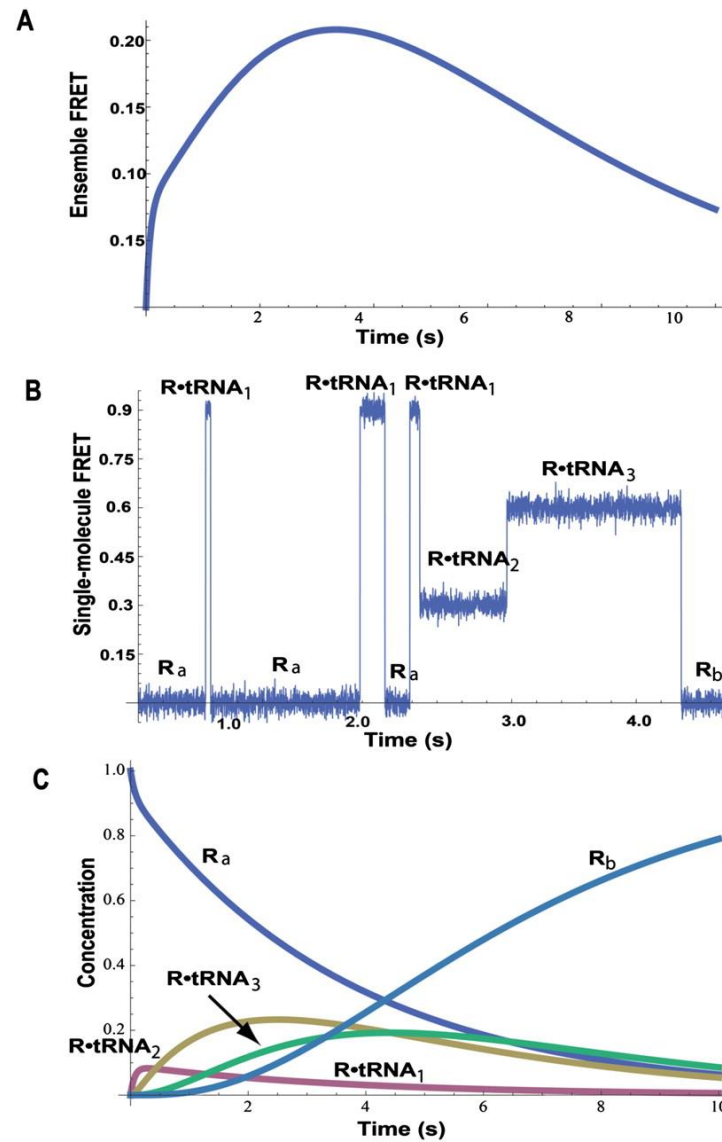 A
Ensemble FRET
0.20
0.15
0.10
0.15
2 4 6 8 10
Time (s)
B
Single-molecule FRET
R•tRNA1 R•tRNA1 R•tRNA1
0.9
0.75
0.6
0.45
0.3
0.15
R•tRNA3
R•tRNA2
Ra Ra Ra Rb
1.0 2.0 3.0 4.0
Time (s)
C
Concentration
1.0
0.8
0.6
0.4
0.2
Ra
Rb
R•tRNA3
R•tRNA2
R•tRNA1
2 4 6 8 10
Time (s)